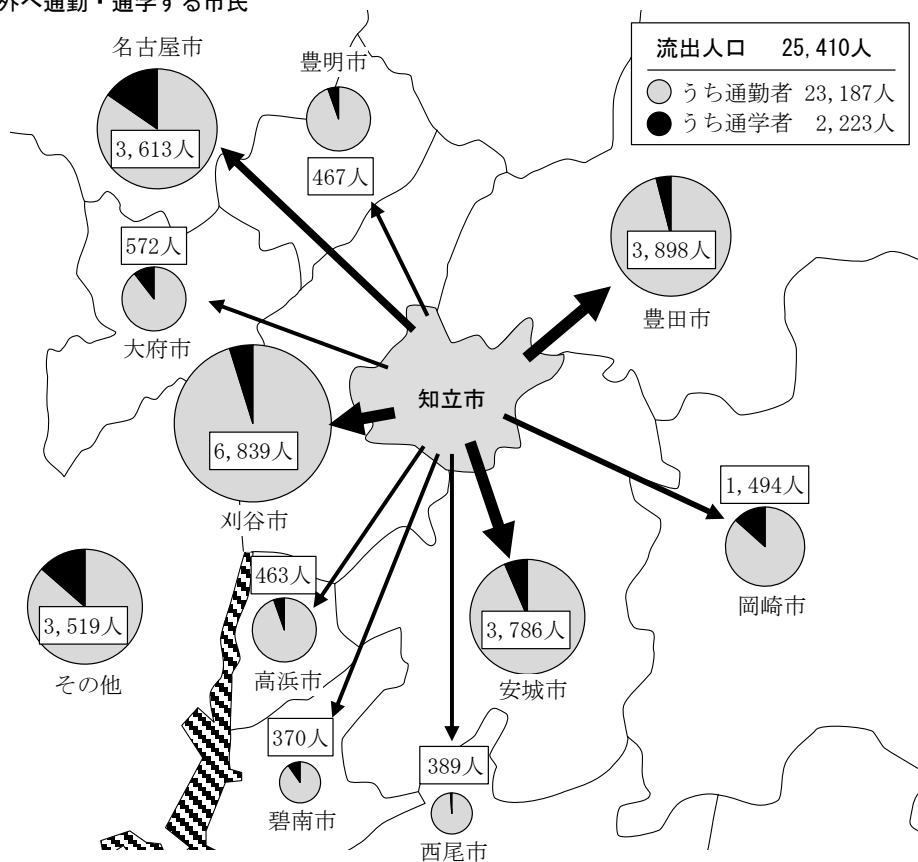 外へ通勤・通学する市民
流出人口 25,410人
うち通勤者 23,187人
うち通学者 2,223人
名古屋市
3,613人
豊明市
467人
572人
大府市
3,898人
豊田市
知立市
6,839人
刈谷市
1,494人
岡崎市
463人
高浜市
3,786人
安城市
3,519人
その他
370人
碧南市
389人
西尾市